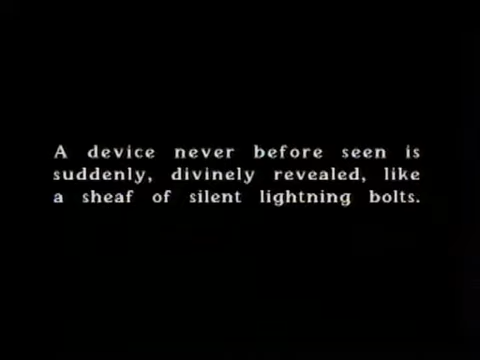 A device never before seen is
suddenly, divinely revealed, like
a sheaf of silent lightning bolts.